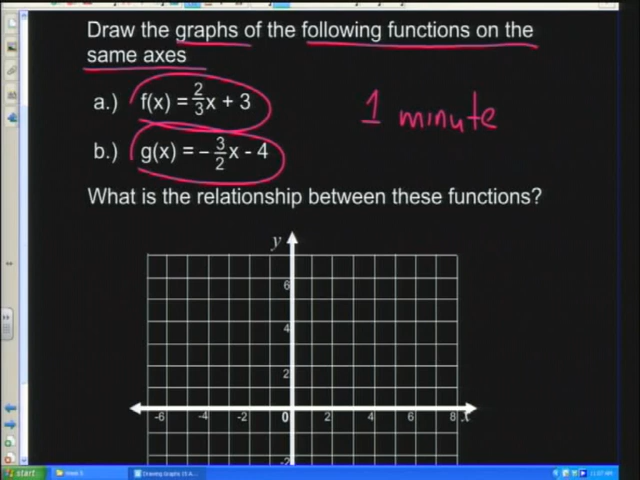 Draw the graphs of the following functions on the
same axes
a.) f(x) = 2/3x + 3
1 minute
b.) g(x) = - 3/2x - 4
What is the relationship between these functions?
y
6
4
2
-6 -4 -2 0 2 4 6 8 x
-2
start